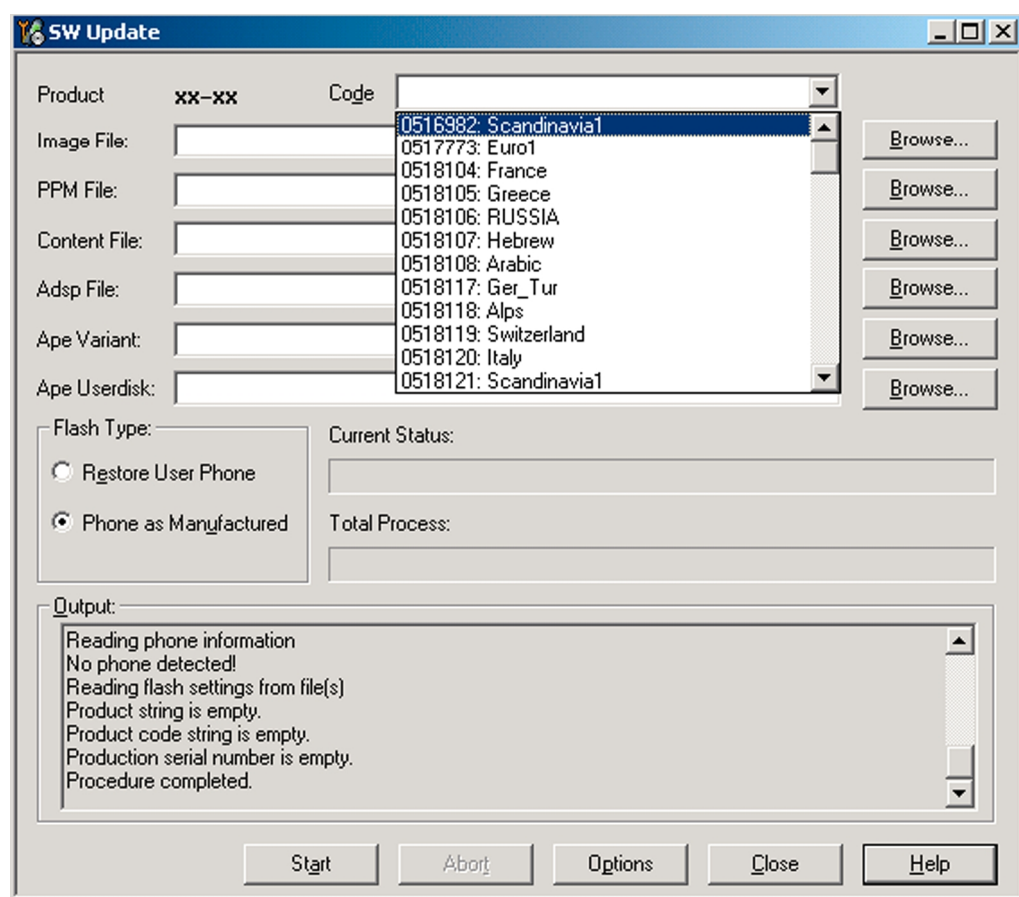 SW Update
Product xx-xx Code
0516982: Scandinavia1
0517773: Euro1
0518104: France
0518105: Greece
0518106: RUSSIA
0518107: Hebrew
0518108: Arabic
0518117: Ger_Tur
0518118: Alps
0518119: Switzerland
0518120: Italy
0518121: Scandinavia1
Image File: Browse...
PPM File: Browse...
Content File: Browse...
Adsp File: Browse...
Ape Variant: Browse...
Ape Userdisk: Browse...
Flash Type:
Restore User Phone
Phone as Manufactured
Current Status:
Total Process:
Output:
Reading phone information
No phone detected!
Reading flash settings from file(s)
Product string is empty.
Product code string is empty.
Production serial number is empty.
Procedure completed.
Start Abort Options Close Help